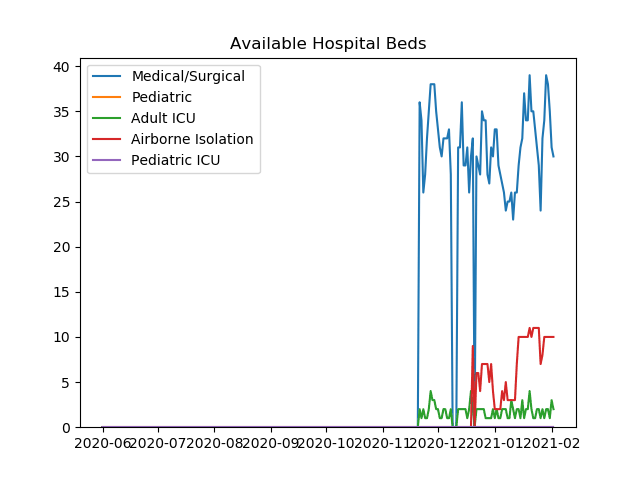 Available Hospital Beds
Medical/Surgical
Pediatric
Adult ICU
Airborne Isolation
Pediatric ICU
40
35
30
25
20
15
10
5
0
2020-06 2020-07 2020-08 2020-09 2020-10 2020-11 2020-12 2021-01 2021-02